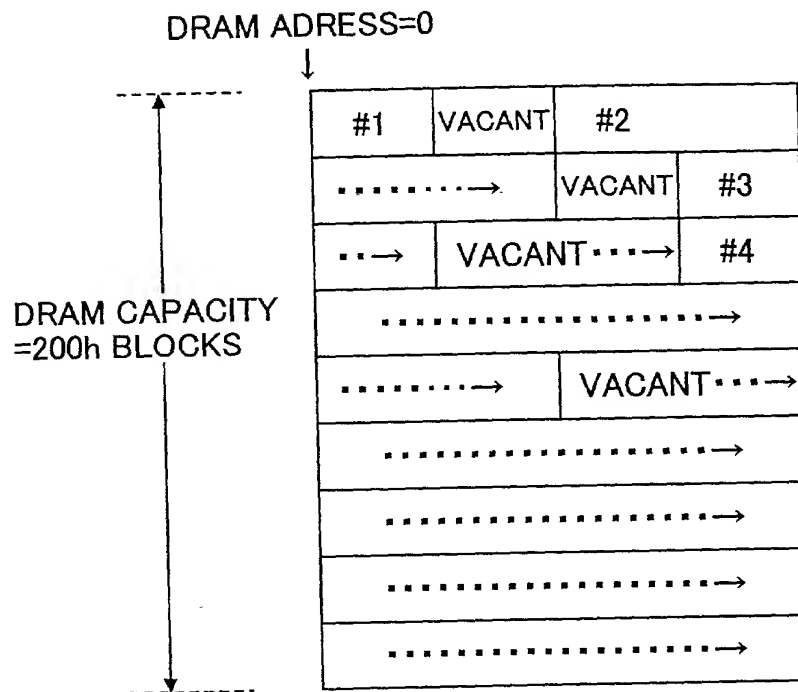 DRAM ADRESS=0
#1 VACANT #2
VACANT #3
VACANT #4
DRAM CAPACITY
=200h BLOCKS
VACANT